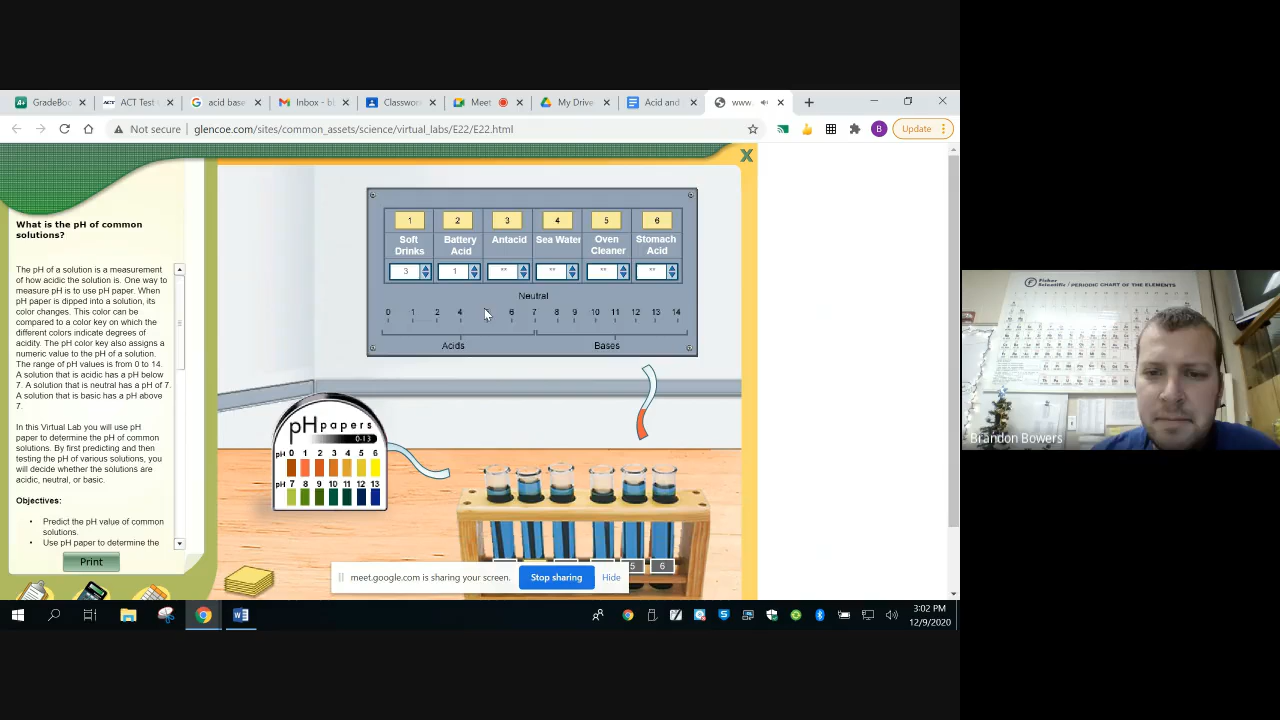 GradeBo
ACT Test
acid base
Inbox - b
Classwor
Meet
My Drive
Acid and
www.
Not secure
glencoe.com/sites/common_assets/science/virtual_labs/E22/E22.html
B
Update
X
What is the pH of common
solutions?
The pH of a solution is a measurement
of how acidic the solution is. One way to
measure pH is to use pH paper. When
pH paper is dipped into a solution, its
color changes. This color can be
compared to a color key on which the
different colors indicate degrees of
acidity. The pH color key also assigns a
numeric value to the pH of a solution.
The range of pH values is from 0 to 14.
A solution that is acidic has a pH below
7. A solution that is neutral has a pH of 7.
A solution that is basic has a pH above
7.
In this Virtual Lab you will use pH
paper to determine the pH of common
solutions. By first predicting and then
testing the pH of various solutions, you
will decide whether the solutions are
acidic, neutral, or basic.
Objectives:
• Predict the pH value of common
solutions.
• Use pH paper to determine the
Print
1 2 3 4 5 6
Soft Drinks Battery Acid Antacid Sea Water Oven Cleaner Stomach Acid
3 1 ** ** ** **
Neutral
0 1 2 4 6 7 8 9 10 11 12 13 14
Acids Bases
pH papers
0-13
pH 0 1 2 3 4 5 6
pH 7 8 9 10 11 12 13
5 6
meet.google.com is sharing your screen.
Stop sharing
Hide
3:02 PM
12/9/2020
Fisher Scientific / PERIODIC CHART OF THE ELEMENTS
Brandon Bowers